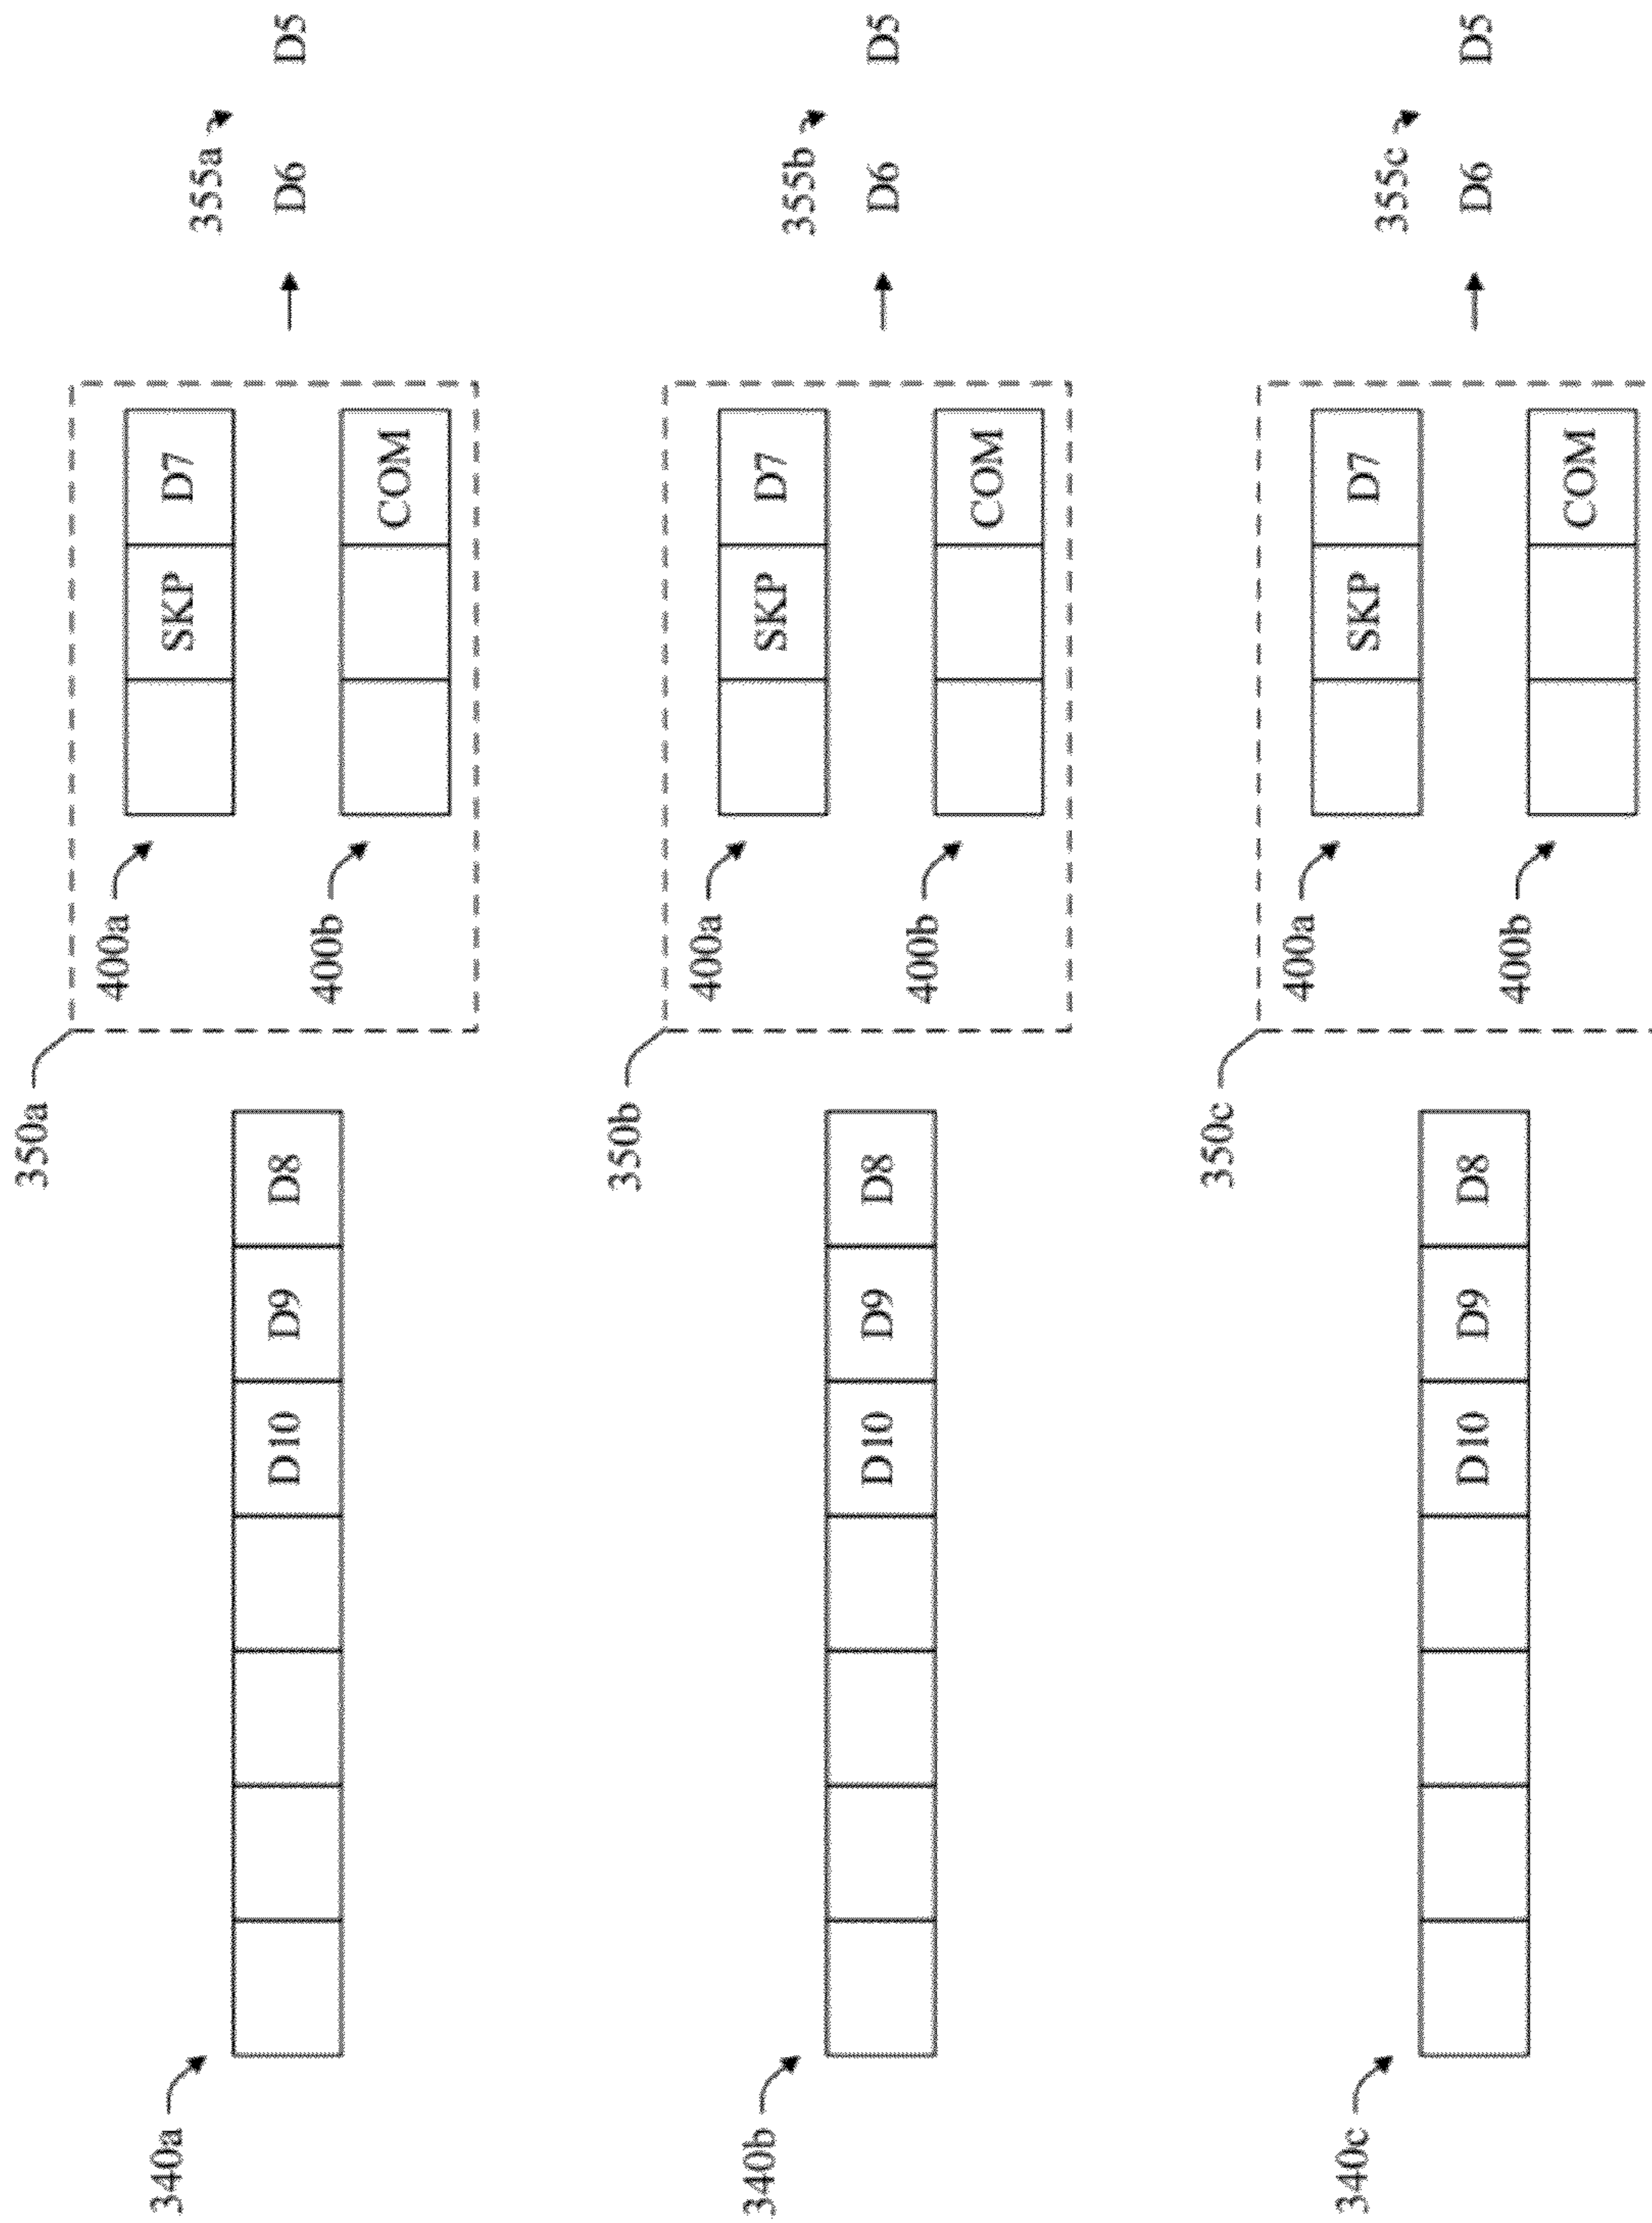 350a
400a
340a
SKP D7
355a
D10 D9 D8
D6 D5
400b
COM
350b
400a
340b
SKP D7
355b
D10 D9 D8
D6 D5
400b
COM
350c
400a
340c
SKP D7
355c
D10 D9 D8
D6 D5
400b
COM